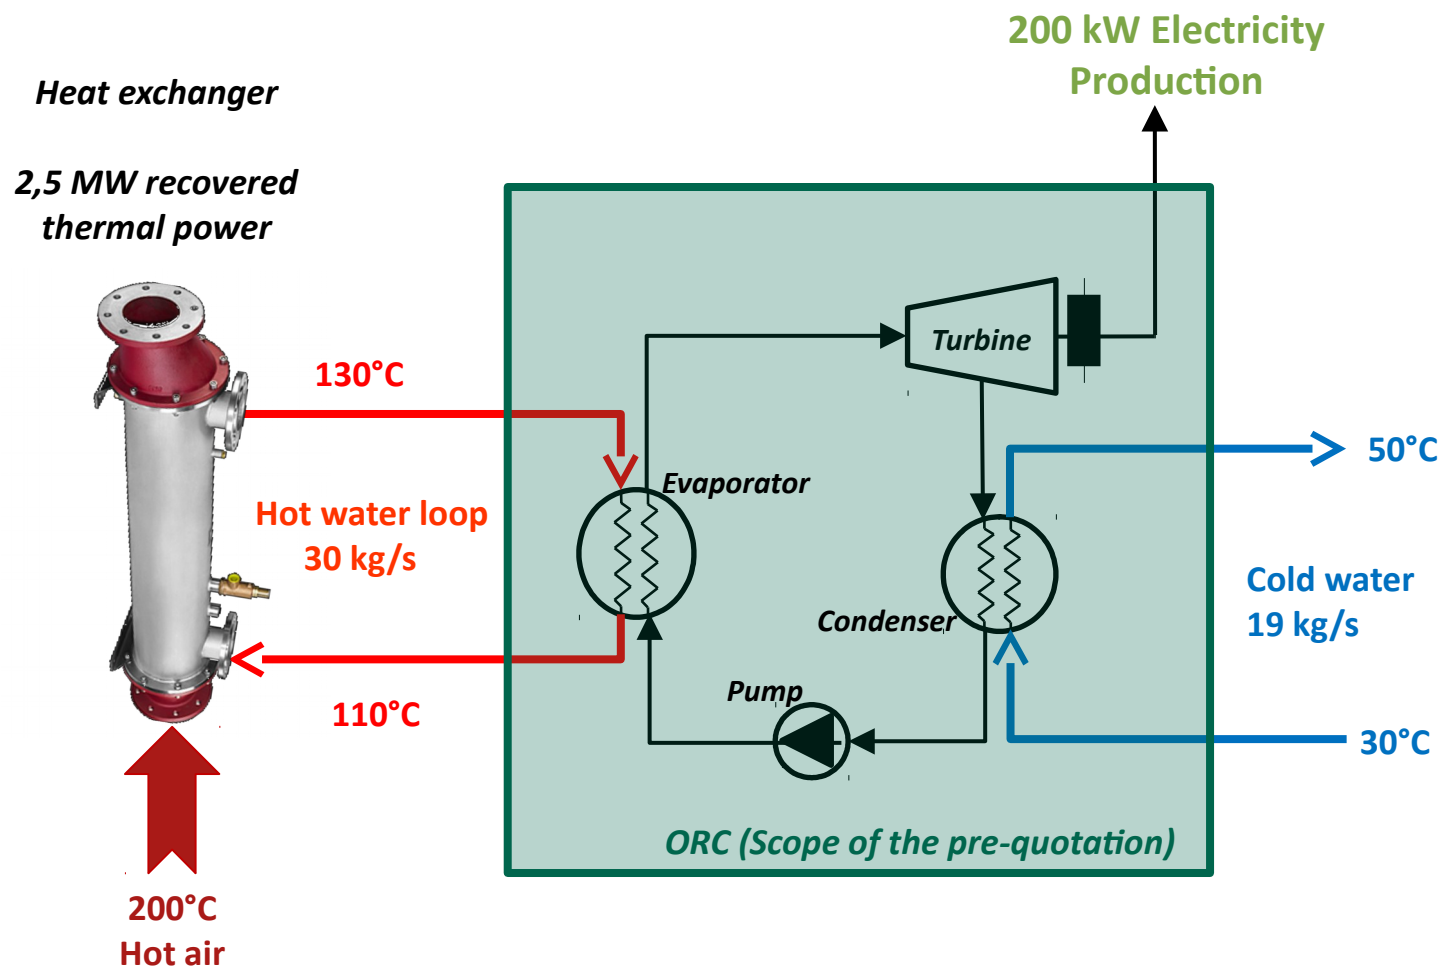 200 kW Electricity
Production
Heat exchanger
2,5 MW recovered
thermal power
Turbine
130°C
50°C
Evaporator
Hot water loop
30 kg/s
Cold water
19 kg/s
Condenser
Pump
110°C
30°C
ORC (Scope of the pre-quotation)
200°C
Hot air